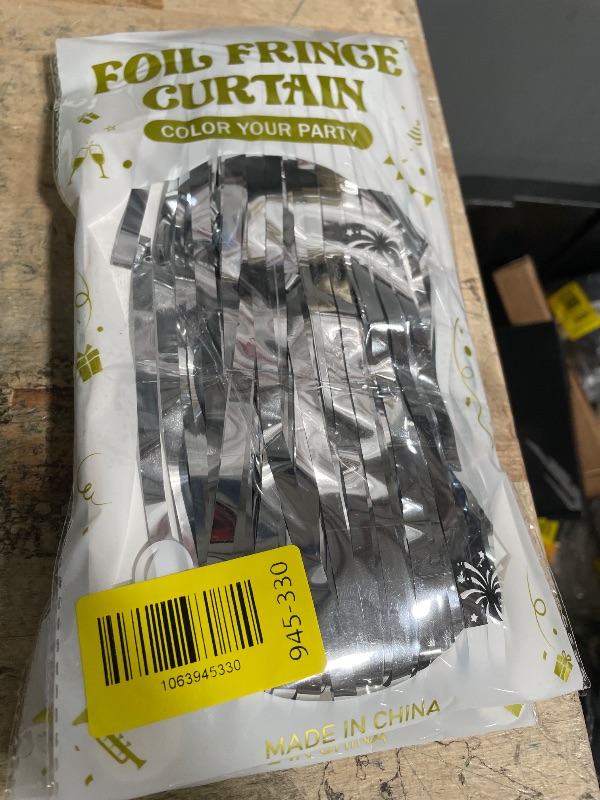 FOIL FRINGE
CURTAIN
COLOR YOUR PARTY
945-330
1063945330
MADE IN CHINA